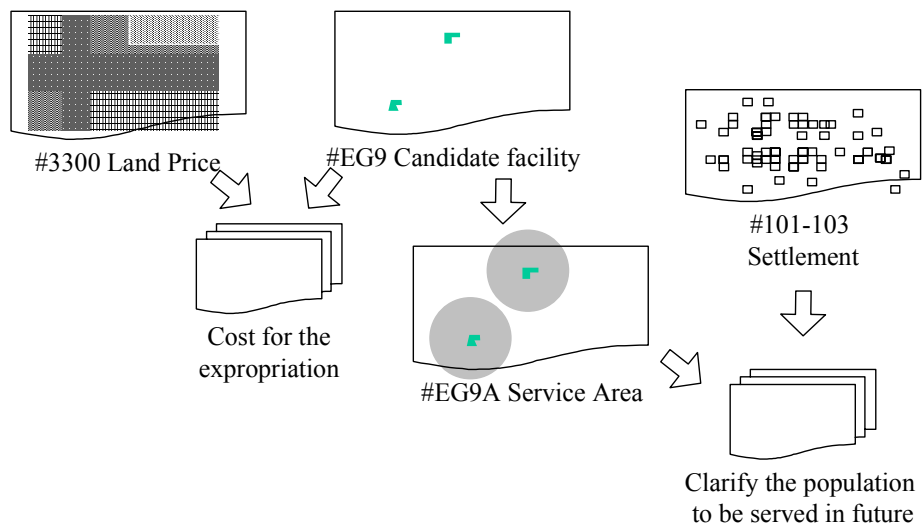 #3300 Land Price
#EG9 Candidate facility
#101-103
Settlement
Cost for the
expropriation
#EG9A Service Area
Clarify the population
to be served in future